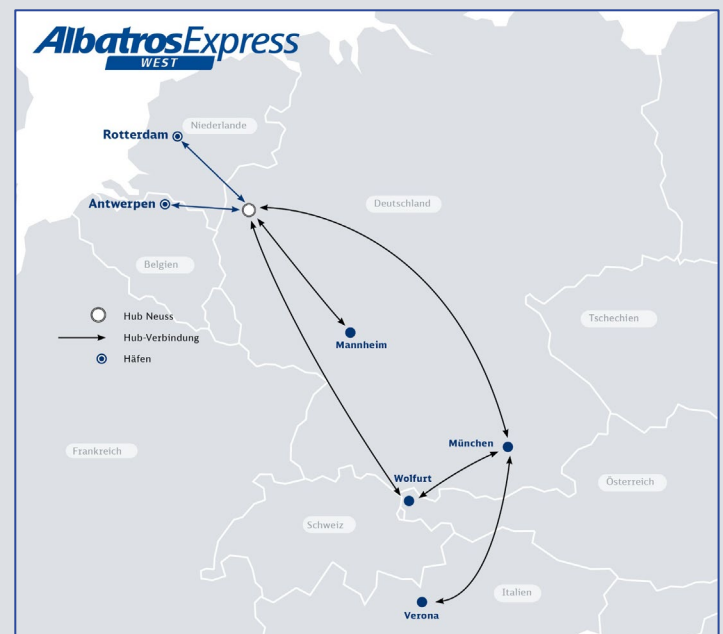 AlbatrosExpress
WEST
Niederlande
Rotterdam
Antwerpen
Deutschland
Belgien
Hub Neuss
Hub-Verbindung
Häfen
Tschechien
Mannheim
München
Frankreich
Wolfurt
Österreich
Schweiz
Italien
Verona